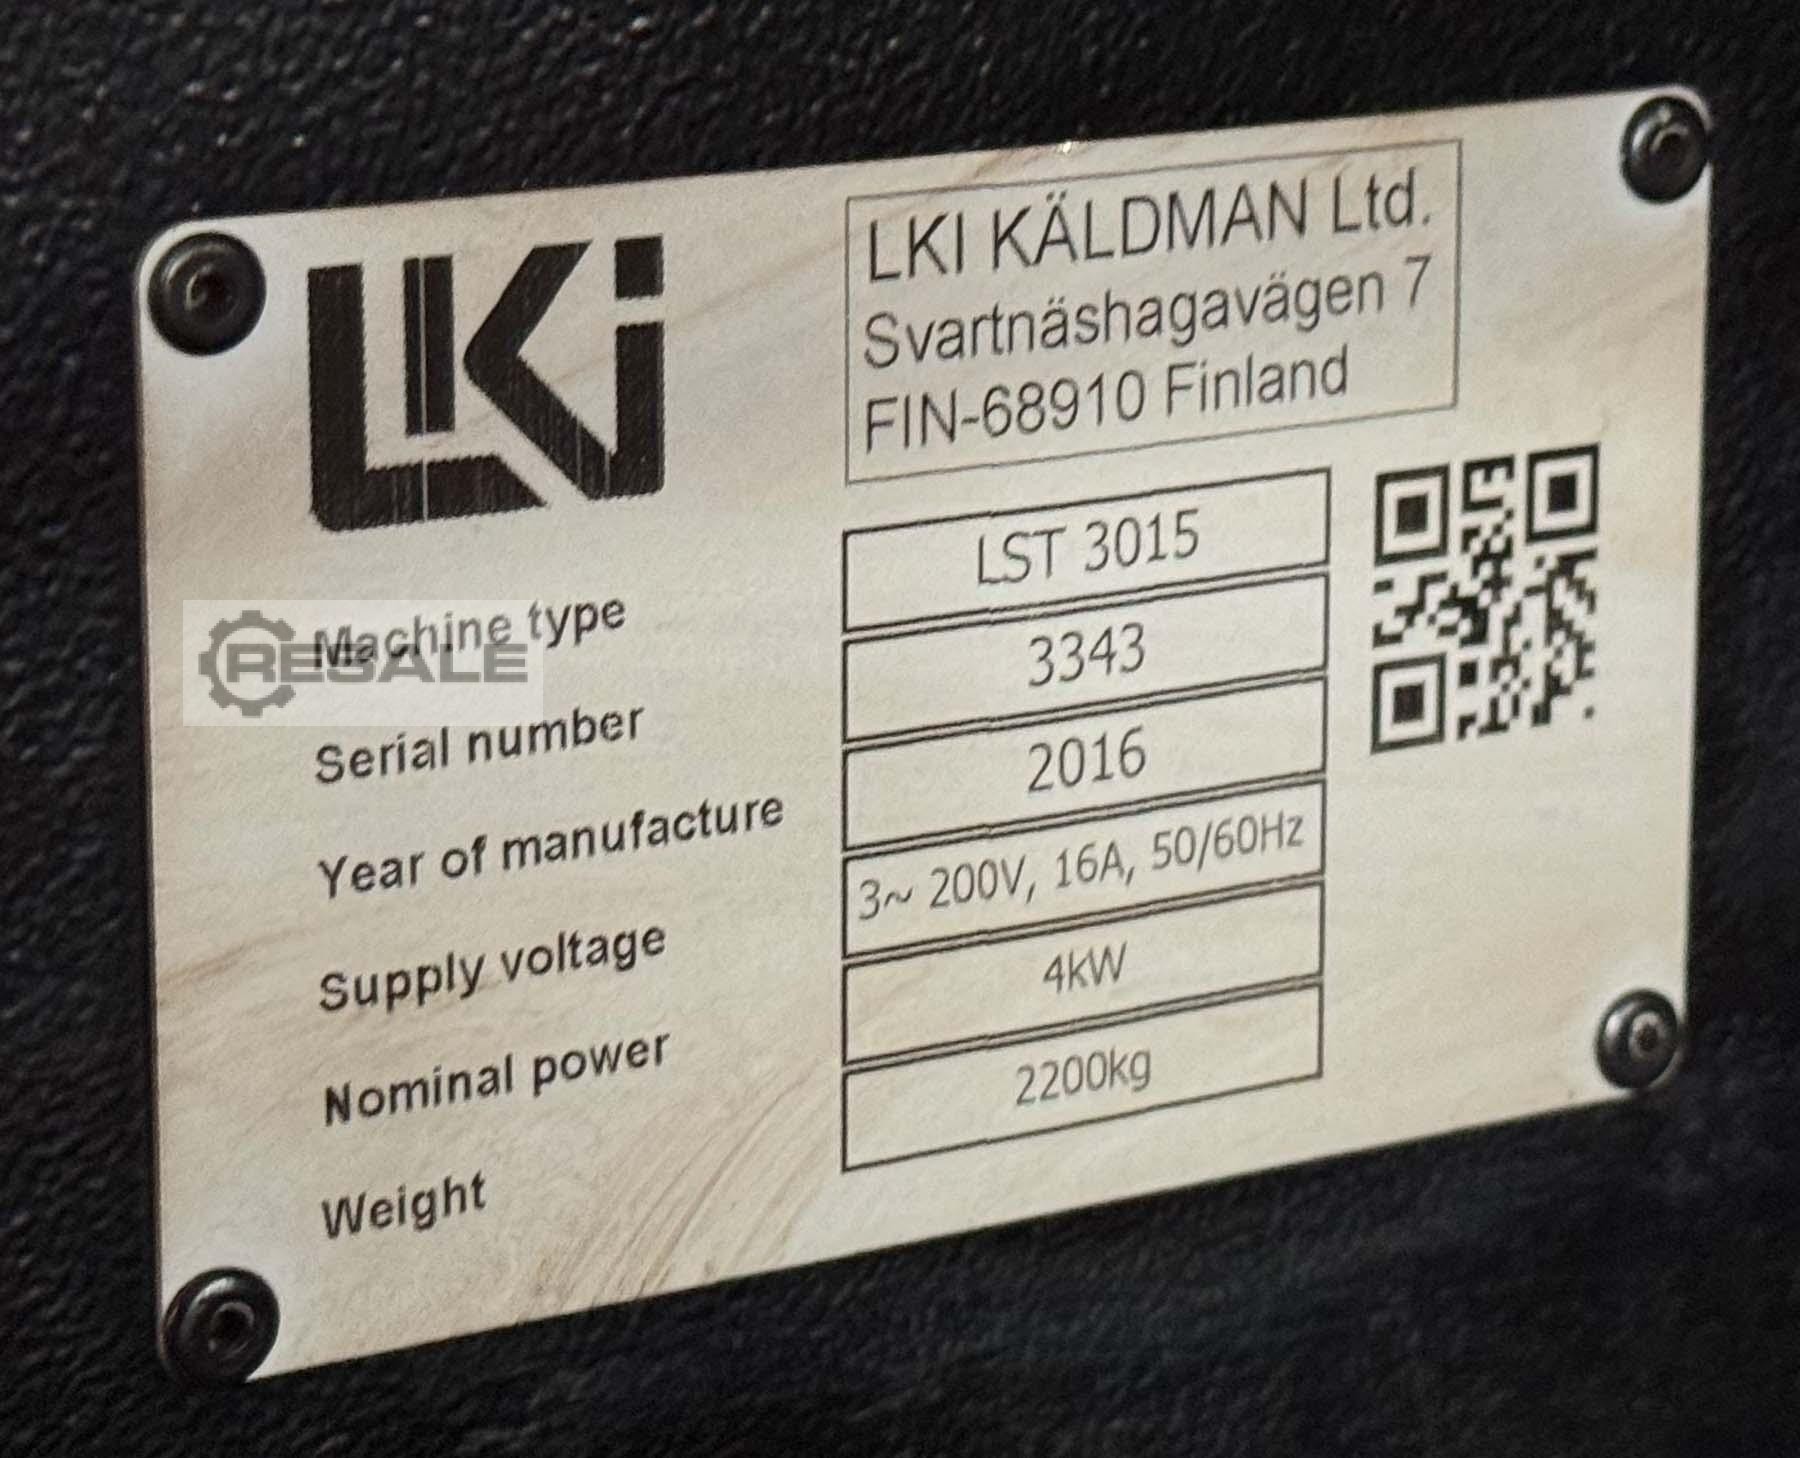 LKI
LKI KÄLDMAN Ltd.
Svartnäshagavägen 7
FIN-68910 Finland
Machine type LST 3015
RESALE
Serial number 3343
Year of manufacture 2016
Supply voltage 3~ 200V, 16A, 50/60Hz
Nominal power 4kW
Weight 2200kg